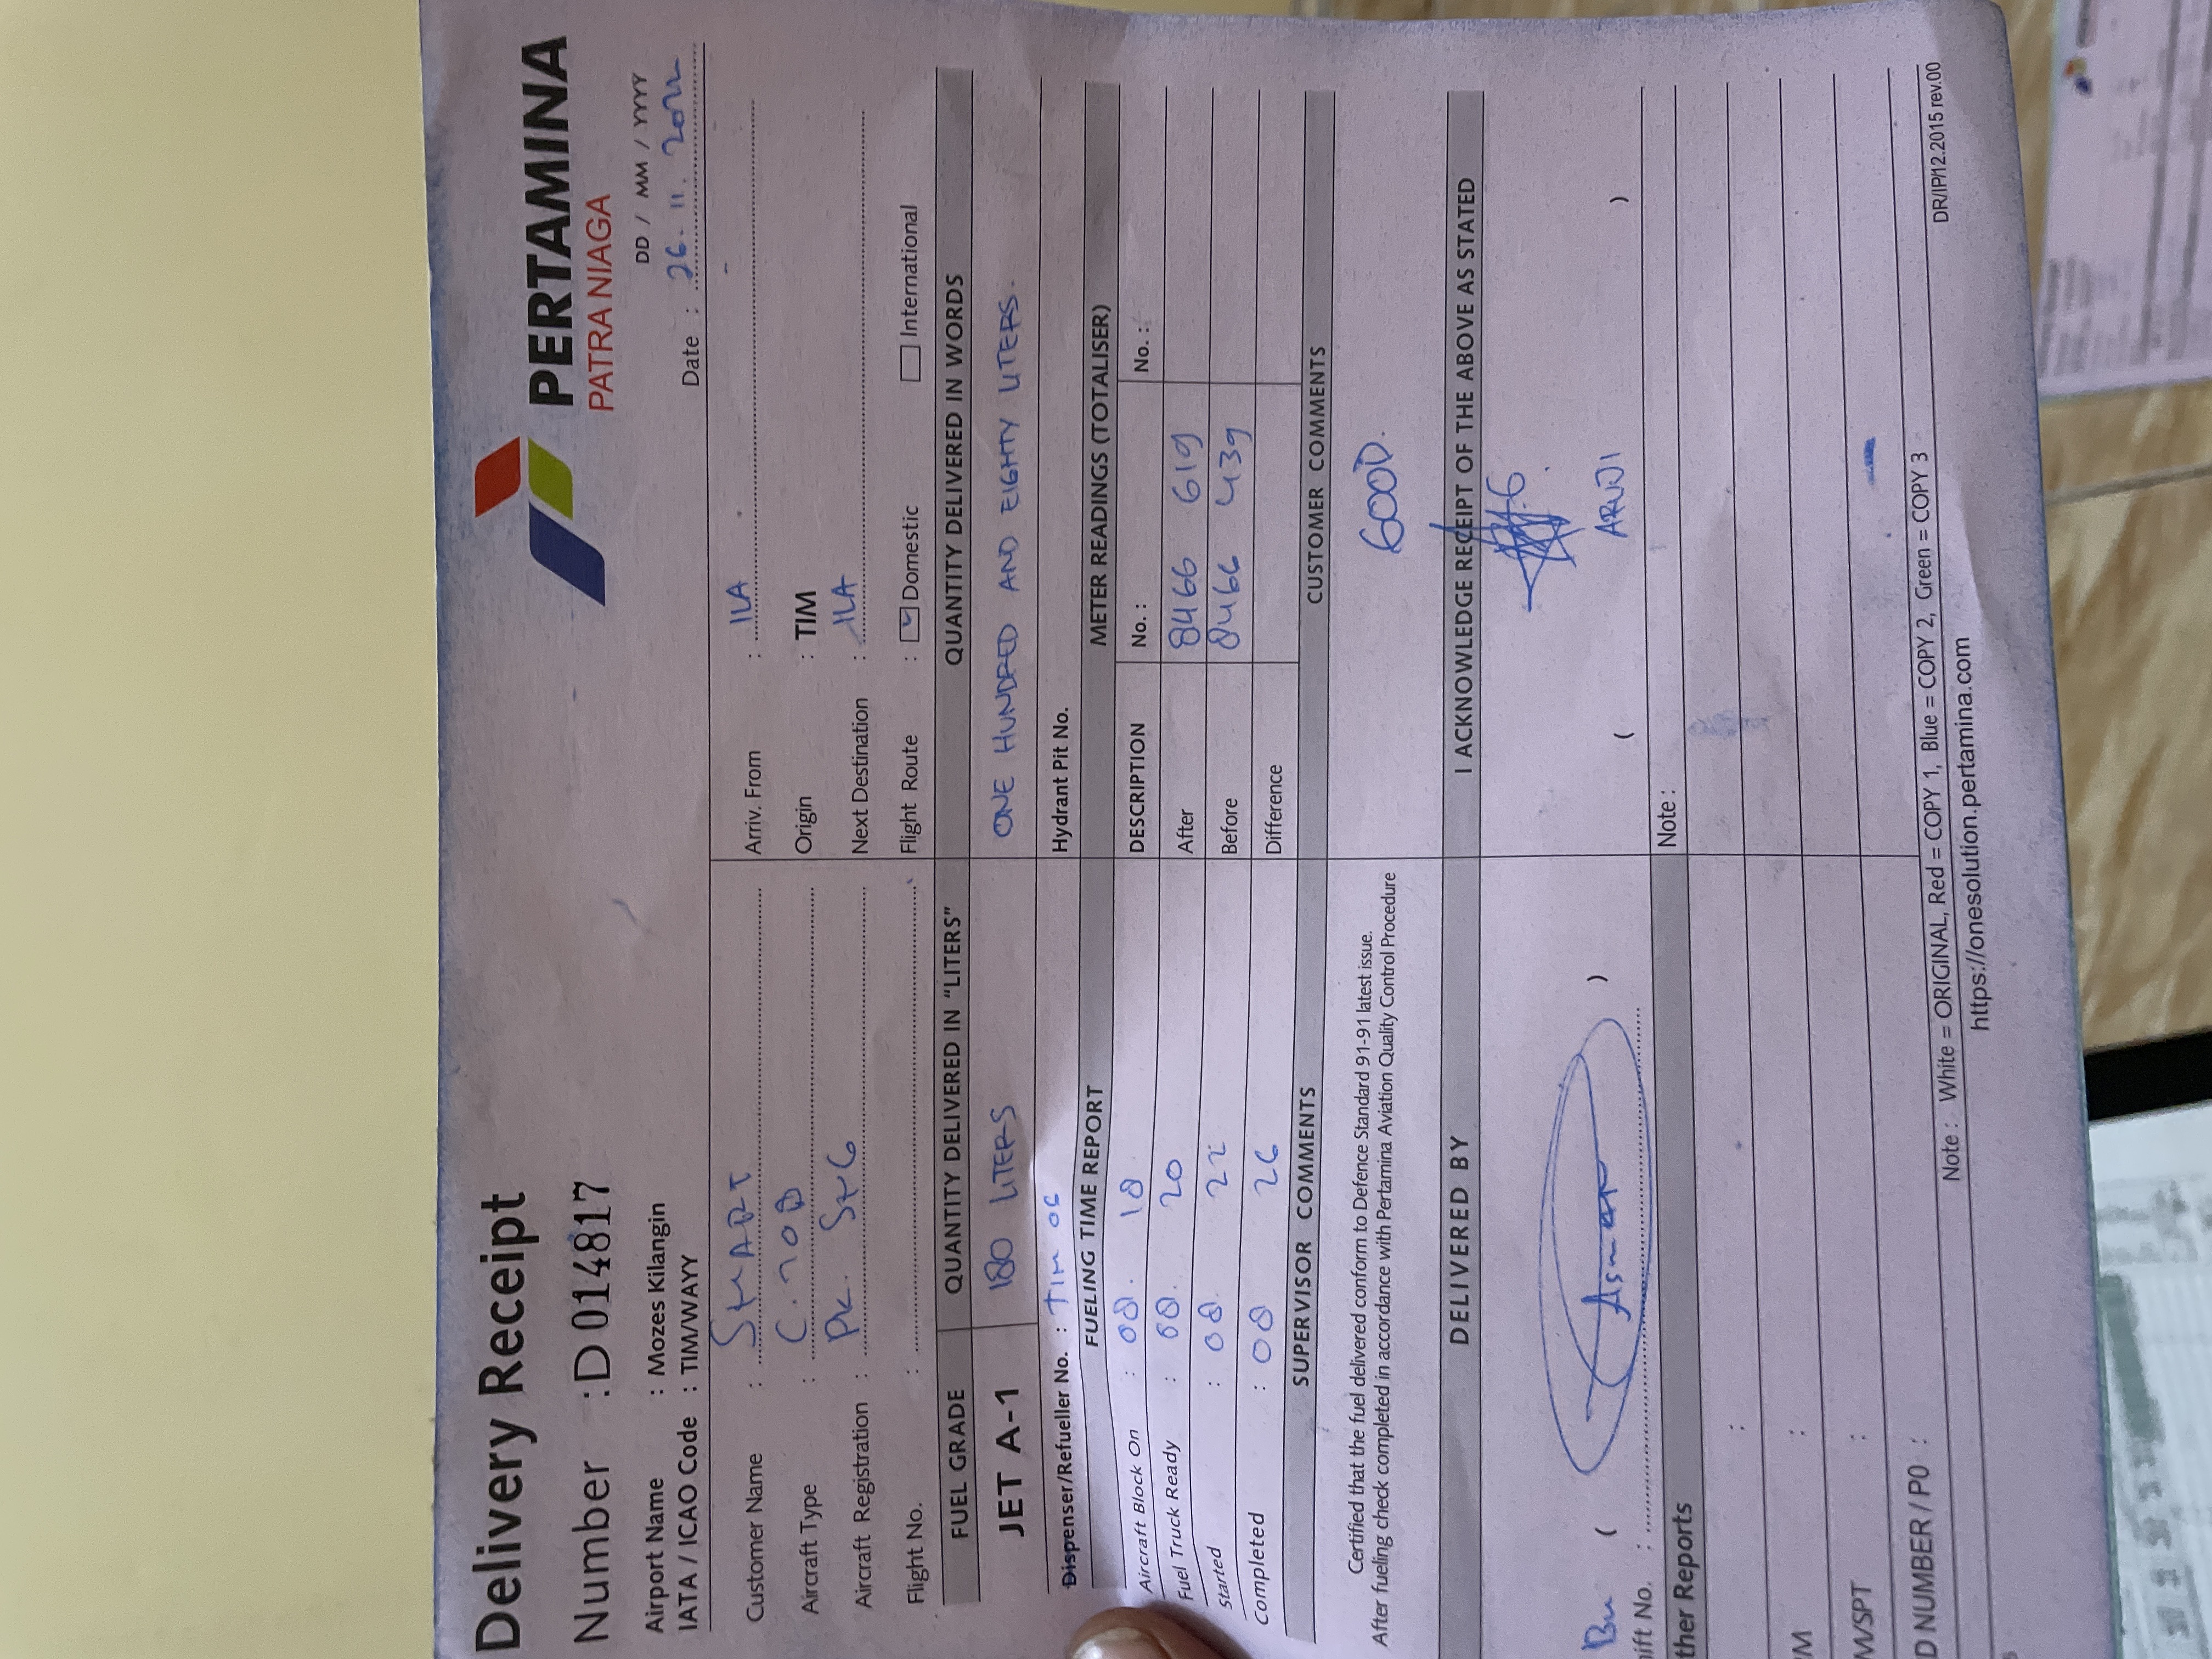 Delivery Receipt
PERTAMINA
PATRA NIAGA
Number : D 014817
DD / MM / YYYY
Airport Name : Mozes Kilangin
IATA / ICAO Code : TIM/WAYY
Date : 26. 11. 2022
Customer Name : SMART
Arriv. From : ILA
Aircraft Type : C. 208
Origin : TIM
Aircraft Registration : PK.
Next Destination : ILA
Flight No. :
Flight Route : Domestic International
FUEL GRADE QUANTITY DELIVERED IN "LITERS" QUANTITY DELIVERED IN WORDS
JET A-1 180 LITERS ONE HUNDRED AND EIGHTY LITERS.
Dispenser/Refueller No. : TIM 06 Hydrant Pit No.
FUELING TIME REPORT METER READINGS (TOTALISER)
Aircraft Block On : 08. 18 DESCRIPTION No. : No. :
Fuel Truck Ready : 08. 20 After 8466 619
Started : 08 22 Before 8466 439
Completed : 08 26 Difference
SUPERVISOR COMMENTS CUSTOMER COMMENTS
Certified that the fuel delivered conform to Defence Standard 91-91 latest issue.
After fueling check completed in accordance with Pertamina Aviation Quality Control Procedure
GOOD.
DELIVERED BY I ACKNOWLEDGE RECEIPT OF THE ABOVE AS STATED
( Asmar ) ( )
ift No. :
ther Reports Note :
:
M :
M/SPT :
D NUMBER / PO :
Note : White = ORIGINAL, Red = COPY 1, Blue = COPY 2, Green = COPY 3
DR/IP/12.2015 rev.00
https://onesolution.pertamina.com